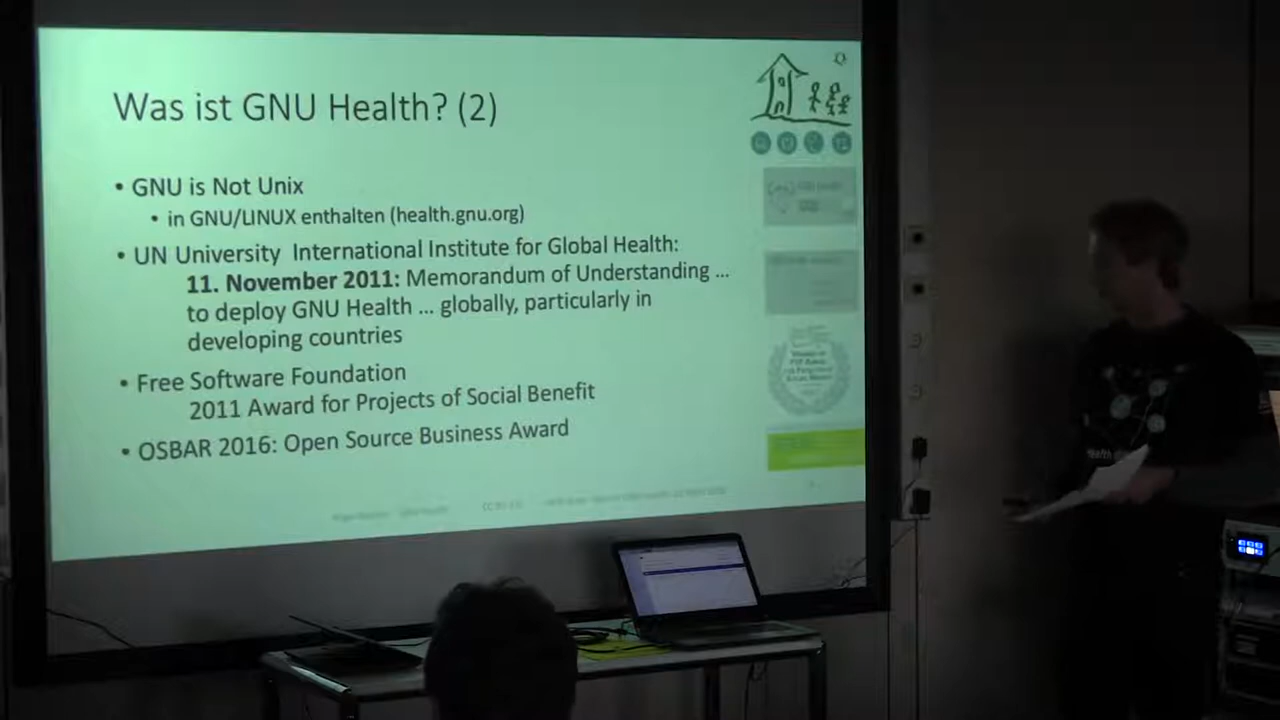 Was ist GNU Health? (2)
• GNU is Not Unix
• in GNU/LINUX enthalten (health.gnu.org)
• UN University International Institute for Global Health:
11. November 2011: Memorandum of Understanding ...
to deploy GNU Health ... globally, particularly in
developing countries
• Free Software Foundation
2011 Award for Projects of Social Benefit
• OSBAR 2016: Open Source Business Award